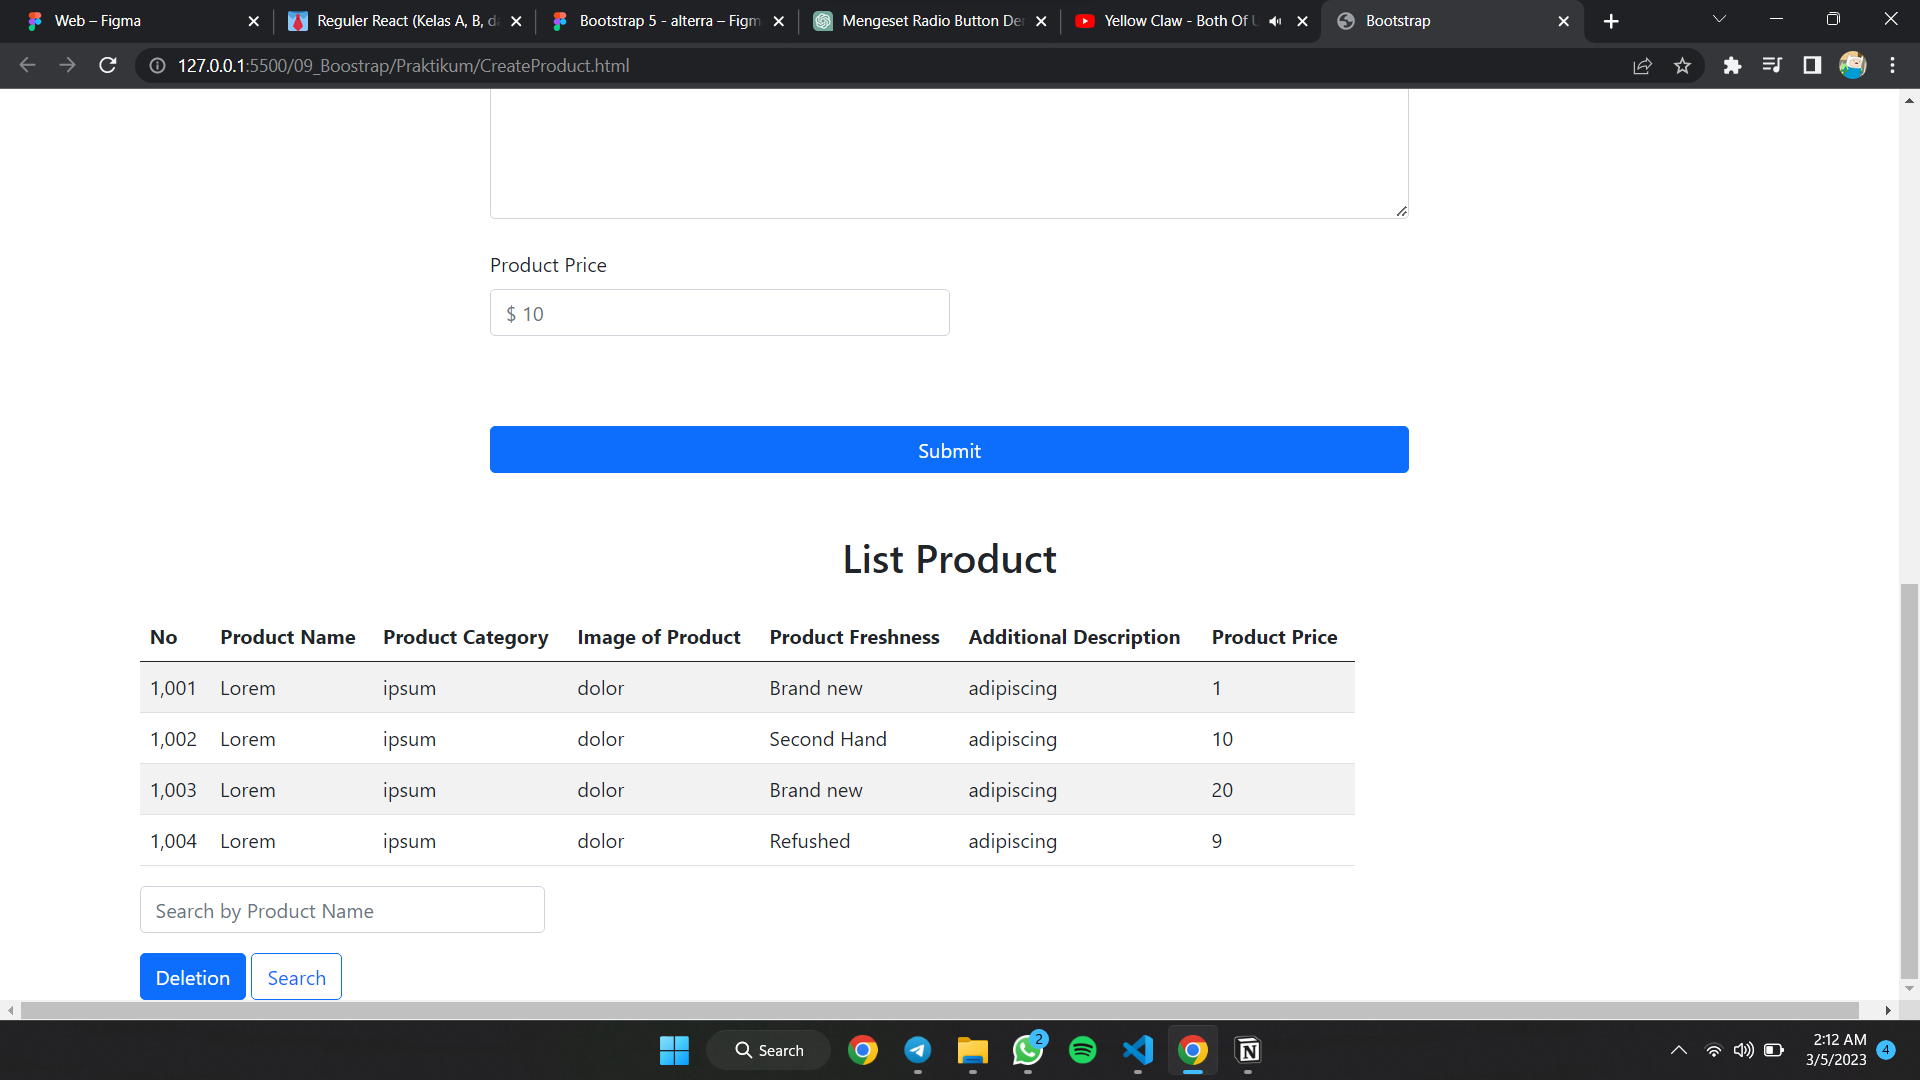 Web – Figma
Reguler React (Kelas A, B, d
Bootstrap 5 - alterra – Figm
Mengeset Radio Button De
Yellow Claw - Both Of U
Bootstrap
127.0.0.1:5500/09_Boostrap/Praktikum/CreateProduct.html
Product Price
$ 10
Submit
List Product
No Product Name Product Category Image of Product Product Freshness Additional Description Product Price
1,001 Lorem ipsum dolor Brand new adipiscing 1
1,002 Lorem ipsum dolor Second Hand adipiscing 10
1,003 Lorem ipsum dolor Brand new adipiscing 20
1,004 Lorem ipsum dolor Refushed adipiscing 9
Search by Product Name
Deletion Search
Search
2
2:12 AM
3/5/2023
4